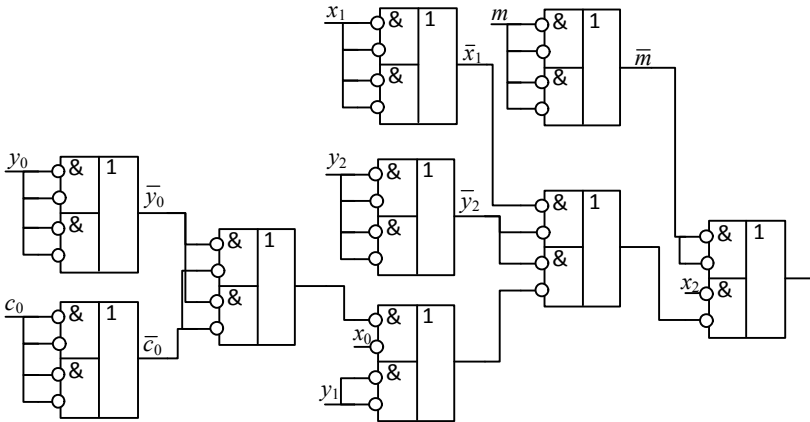 x₁ & 1 x̄₁ m & 1 m̄
& &
y₀ & 1 ȳ₀ y₂ & 1 ȳ₂ & 1
& & 1 & & & 1
c₀ & 1 c̄₀ & & 1 x₂ &
& x₀
y₁ &